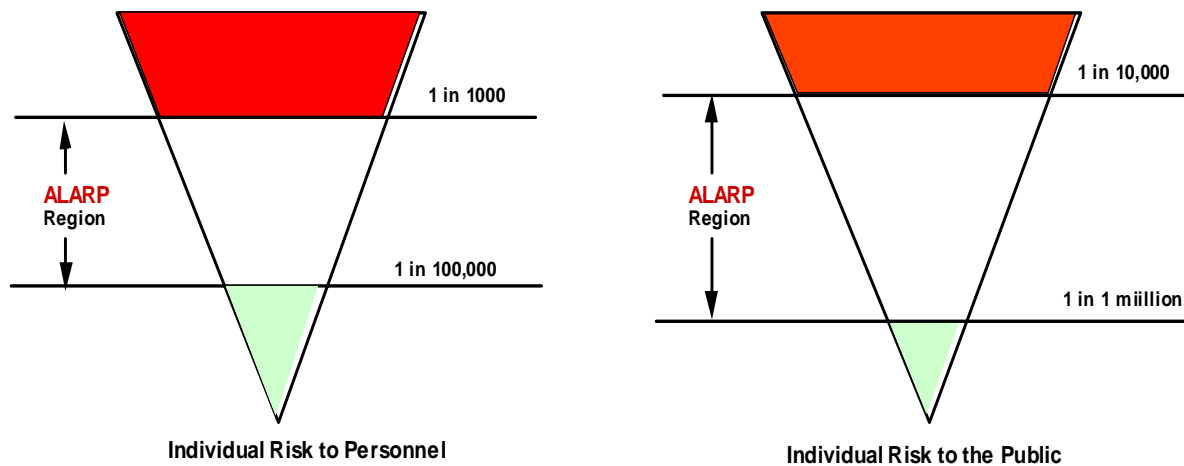 1 in 1000
ALARP
Region
1 in 100,000
Individual Risk to Personnel
1 in 10,000
ALARP
Region
1 in 1 miillion
Individual Risk to the Public